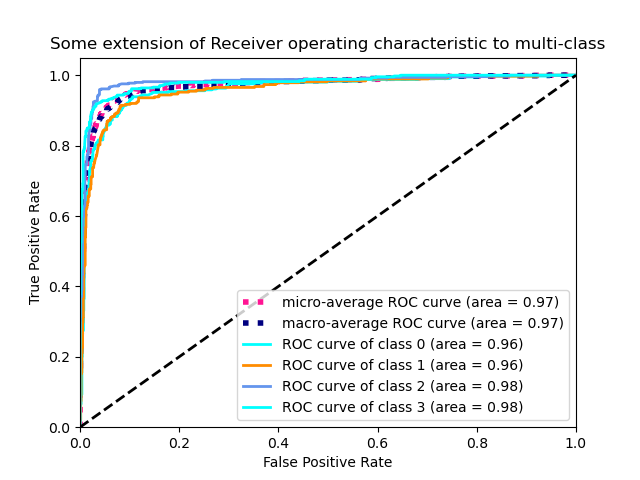 Some extension of Receiver operating characteristic to multi-class
1.0
0.8
0.6
0.4
0.2
0.0
True Positive Rate
micro-average ROC curve (area = 0.97)
macro-average ROC curve (area = 0.97)
ROC curve of class 0 (area = 0.96)
ROC curve of class 1 (area = 0.96)
ROC curve of class 2 (area = 0.98)
ROC curve of class 3 (area = 0.98)
0.0 0.2 0.4 0.6 0.8 1.0
False Positive Rate